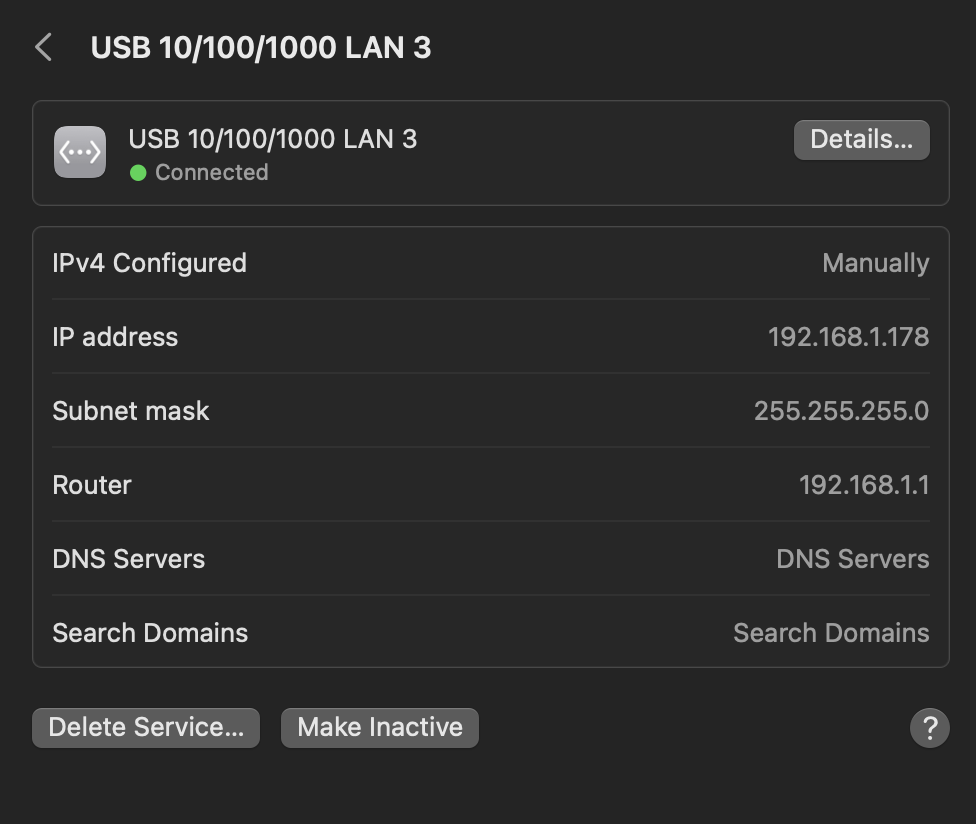 USB 10/100/1000 LAN 3
USB 10/100/1000 LAN 3
Details...
Connected
IPv4 Configured
Manually
IP address
192.168.1.178
Subnet mask
255.255.255.0
Router
192.168.1.1
DNS Servers
DNS Servers
Search Domains
Search Domains
Delete Service...
Make Inactive
?